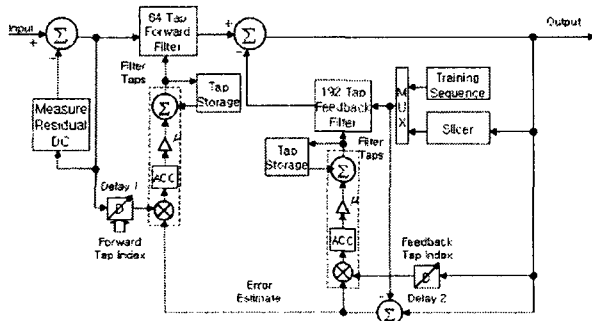 Input
+
Σ
-
64 Tap
Forward
Filter
+
Σ
-
Output
Measure
Residual
DC
Filter
Taps
Tap
Storage
Σ
μ
ACC
Delay 1
D
Forward
Tap Index
192 Tap
Feedback
Filter
MUX
Training
Sequence
Slicer
Filter
Taps
Tap
Storage
Σ
μ
ACC
Feedback
Tap Index
D
Delay 2
Error
Estimate
-
Σ